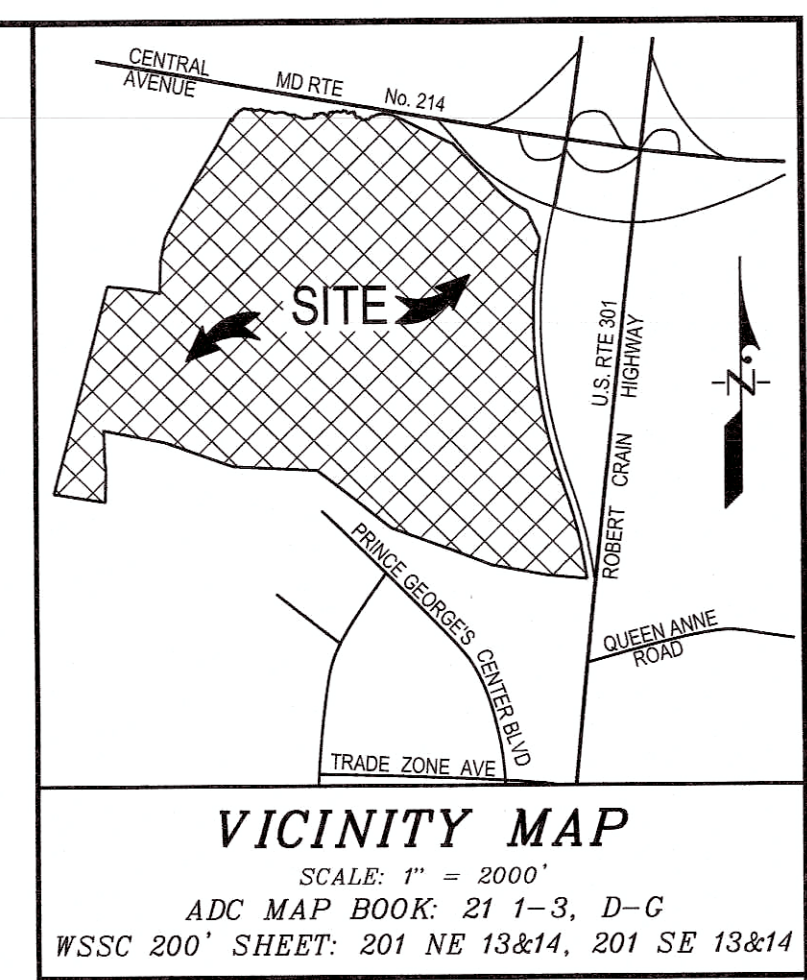 CENTRAL
AVENUE
MD RTE
No. 214
SITE
U.S. RTE 301
ROBERT CRAIN HIGHWAY
N
PRINCE GEORGE'S CENTER BLVD
QUEEN ANNE
ROAD
TRADE ZONE AVE
VICINITY MAP
SCALE: 1" = 2000'
ADC MAP BOOK: 21 1-3, D-G
WSSC 200' SHEET: 201 NE 13&14, 201 SE 13&14